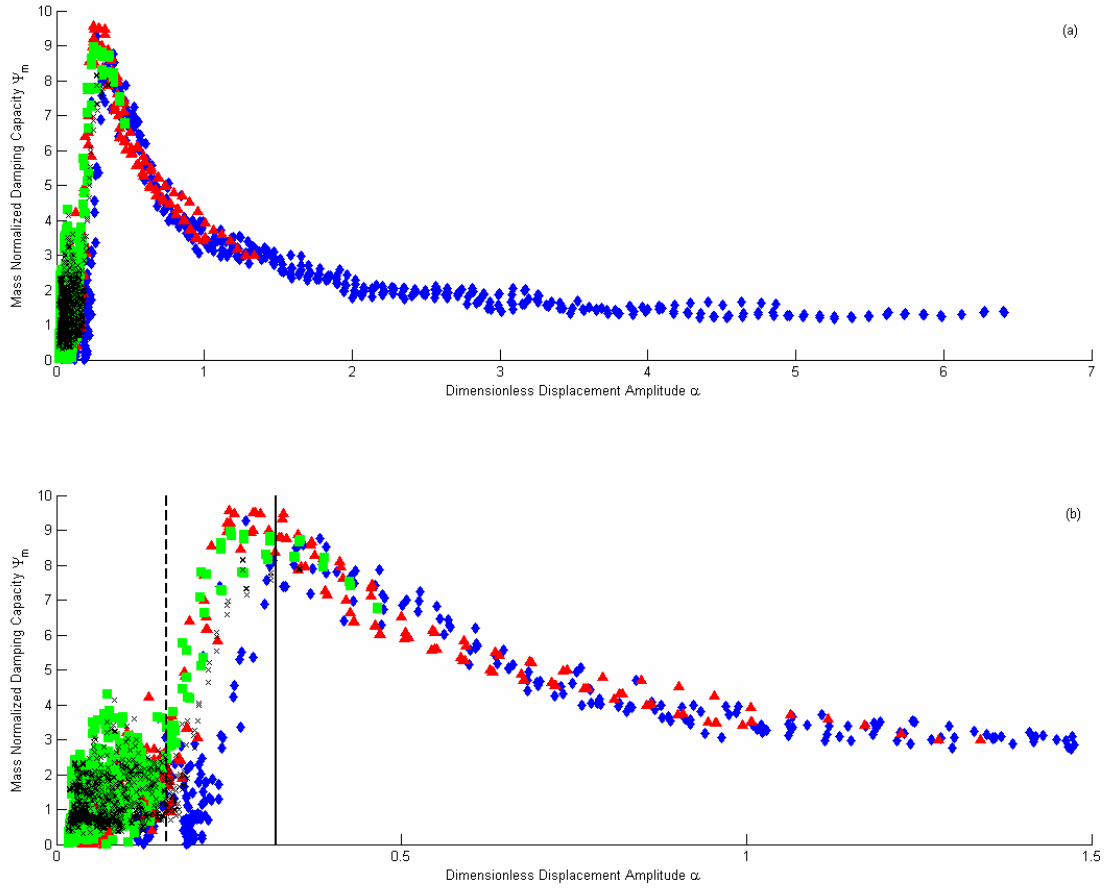 (a)
Mass Normalized Damping Capacity Ψm
10
9
8
7
6
5
4
3
2
1
0
0 1 2 3 4 5 6 7
Dimensionless Displacement Amplitude α
(b)
Mass Normalized Damping Capacity Ψm
10
9
8
7
6
5
4
3
2
1
0
0 0.5 1 1.5
Dimensionless Displacement Amplitude α